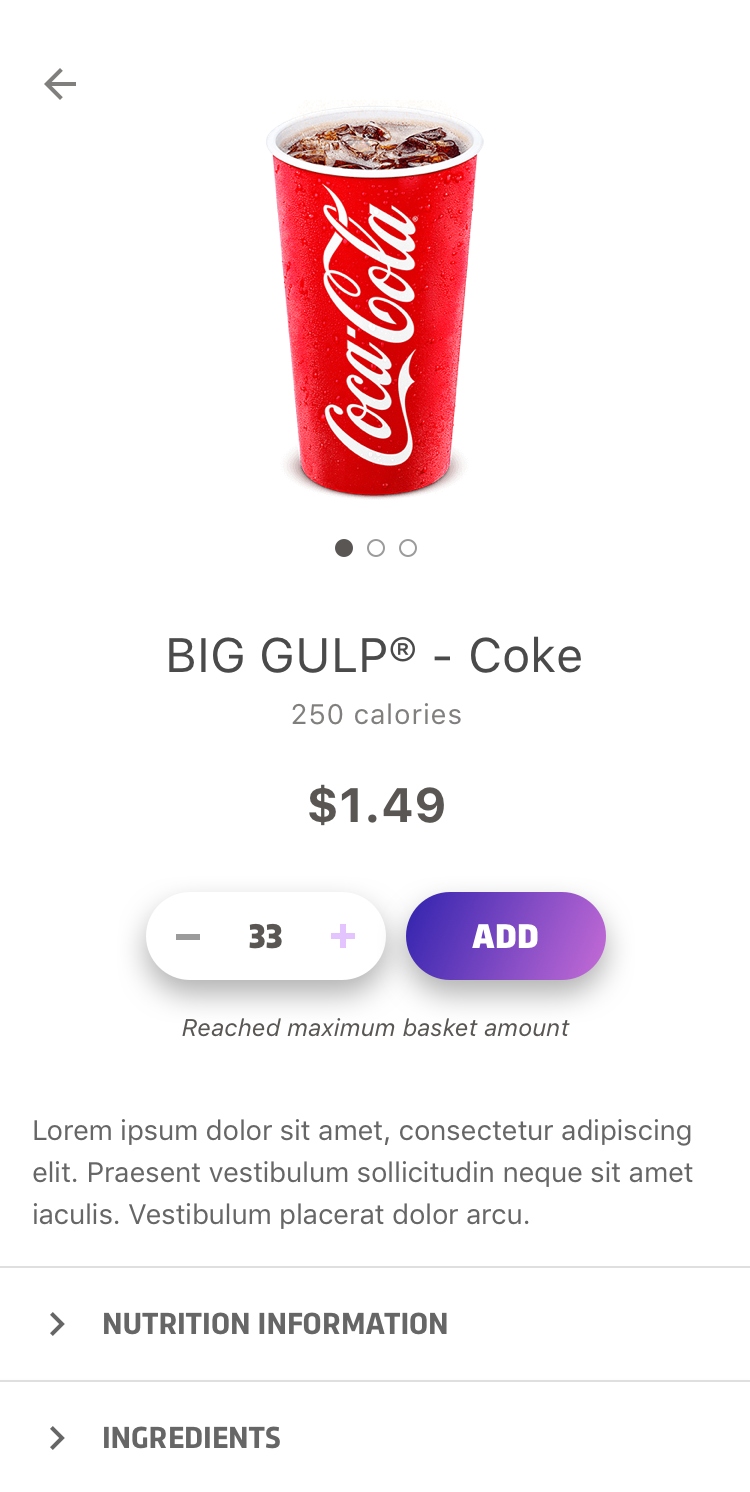 Coca-Cola®
BIG GULP® - Coke
250 calories
$1.49
33
ADD
Reached maximum basket amount
Lorem ipsum dolor sit amet, consectetur adipiscing
elit. Praesent vestibulum sollicitudin neque sit amet
iaculis. Vestibulum placerat dolor arcu.
NUTRITION INFORMATION
INGREDIENTS